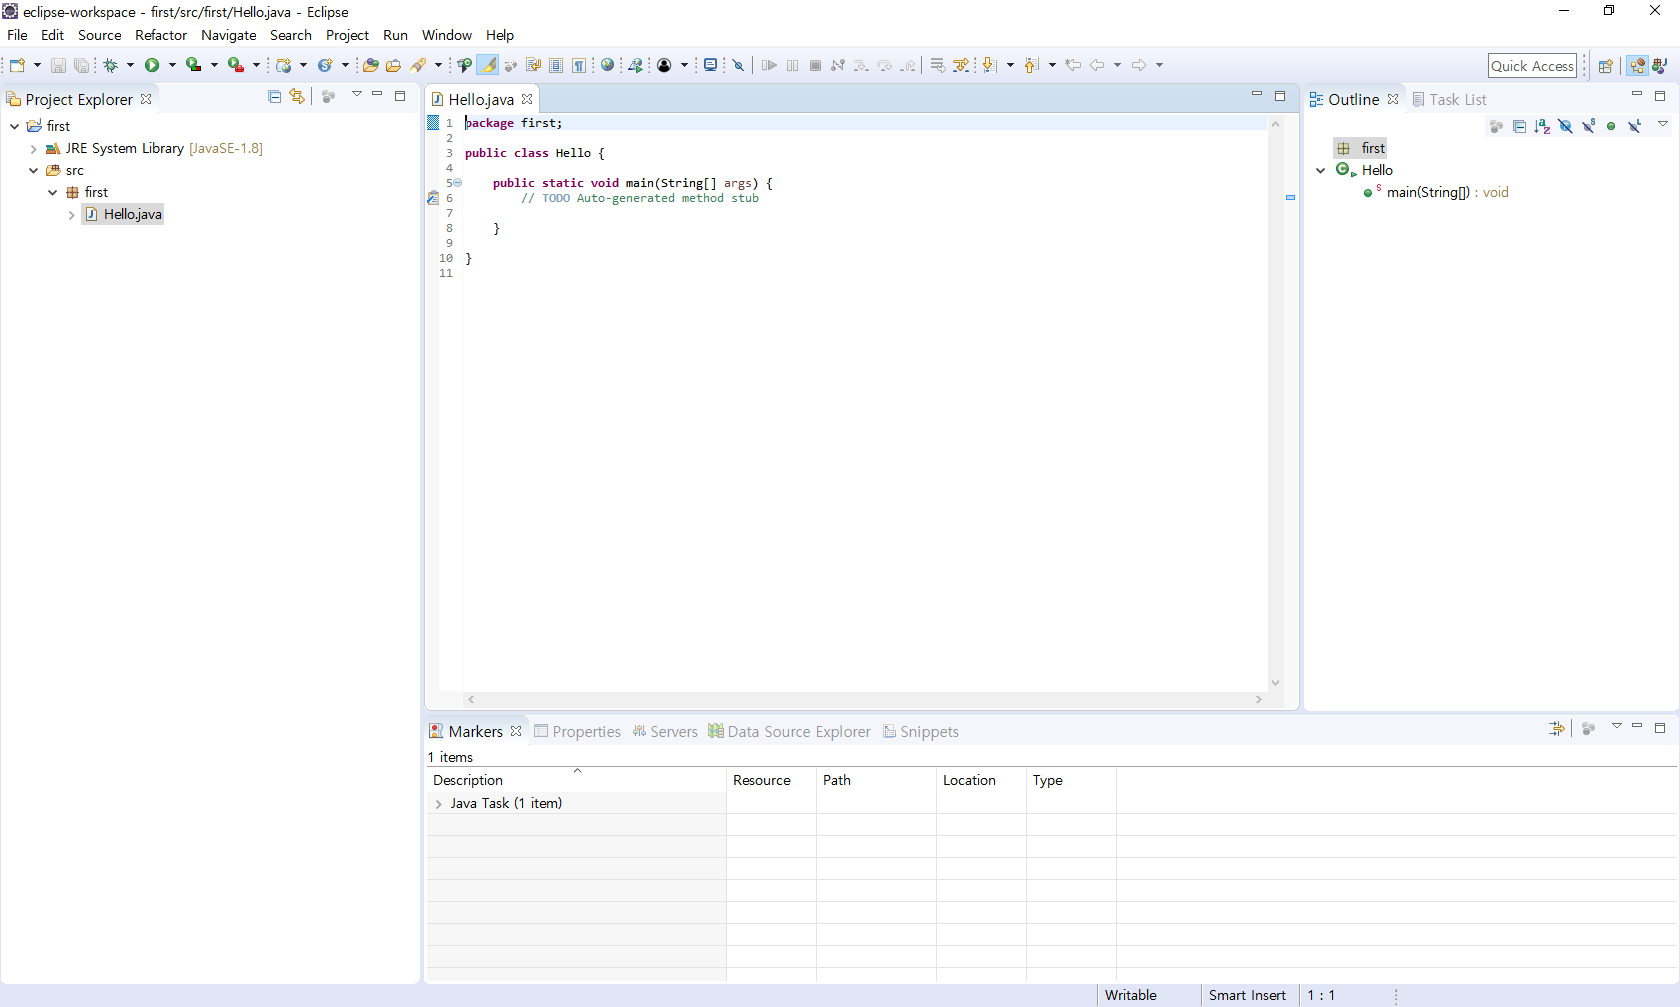 eclipse-workspace - first/src/first/Hello.java - Eclipse
File Edit Source Refactor Navigate Search Project Run Window Help
Quick Access
Project Explorer
first
JRE System Library [JavaSE-1.8]
src
first
Hello.java
Hello.java
1 package first;
2
3 public class Hello {
4
5 public static void main(String[] args) {
6 // TODO Auto-generated method stub
7
8 }
9
10 }
11
Outline Task List
first
Hello
main(String[]) : void
Markers Properties Servers Data Source Explorer Snippets
1 items
Description Resource Path Location Type
Java Task (1 item)
Writable Smart Insert 1 : 1